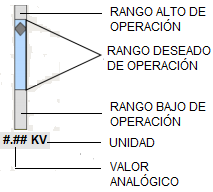 RANGO ALTO DE
OPERACIÓN
RANGO DESEADO
DE OPERACIÓN
RANGO BAJO DE
OPERACIÓN
#.## KV
UNIDAD
VALOR
ANALÓGICO